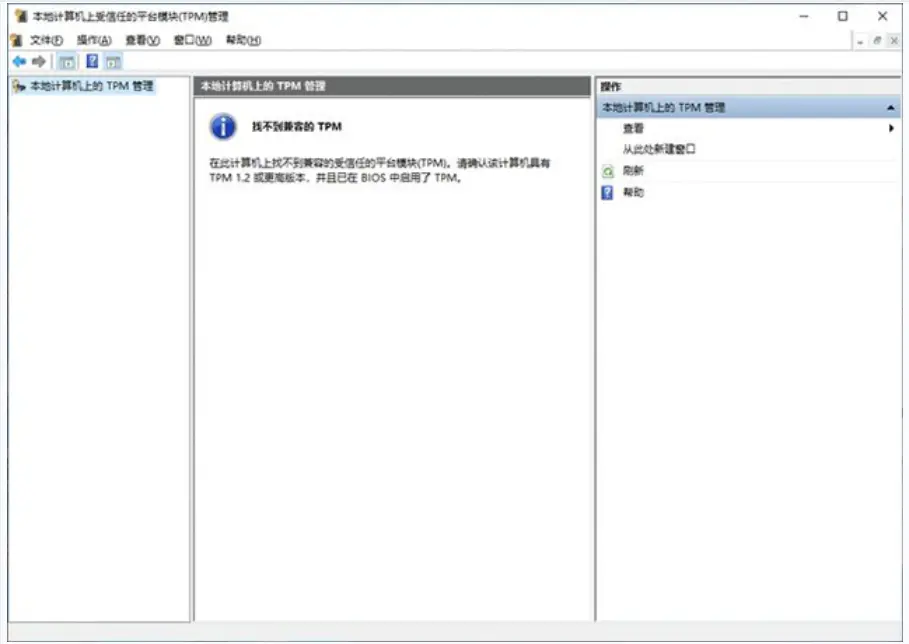 本地计算机上受信任的平台模块(TPM)管理
文件(F) 操作(A) 查看(V) 窗口(W) 帮助(H)
本地计算机上的 TPM 管理
本地计算机上的 TPM 管理
找不到兼容的 TPM
在此计算机上找不到兼容的受信任的平台模块(TPM)。请确认该计算机具有
TPM 1.2 或更高版本，并且已在 BIOS 中启用了 TPM。
操作
本地计算机上的 TPM 管理
查看
从此处新建窗口
刷新
帮助